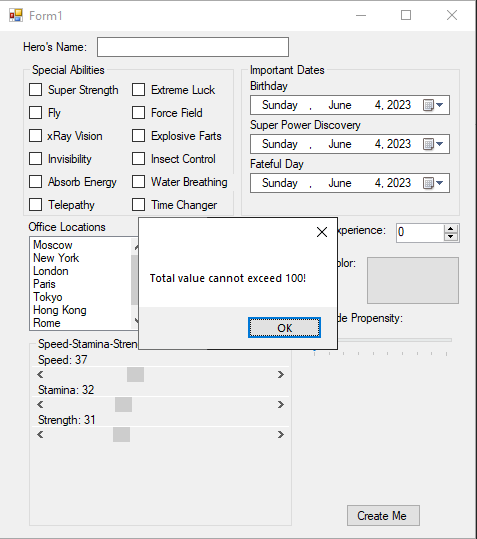 Form1
Hero's Name:
Special Abilities
Super Strength
Extreme Luck
Fly
Force Field
xRay Vision
Explosive Farts
Invisibility
Insect Control
Absorb Energy
Water Breathing
Telepathy
Time Changer
Important Dates
Birthday
Sunday , June 4, 2023
Super Power Discovery
Sunday , June 4, 2023
Fateful Day
Sunday , June 4, 2023
Office Locations
Moscow
New York
London
Paris
Tokyo
Hong Kong
Rome
xperience: 0
olor:
de Propensity:
Total value cannot exceed 100!
OK
Speed-Stamina-Stren
Speed: 37
Stamina: 32
Strength: 31
Create Me